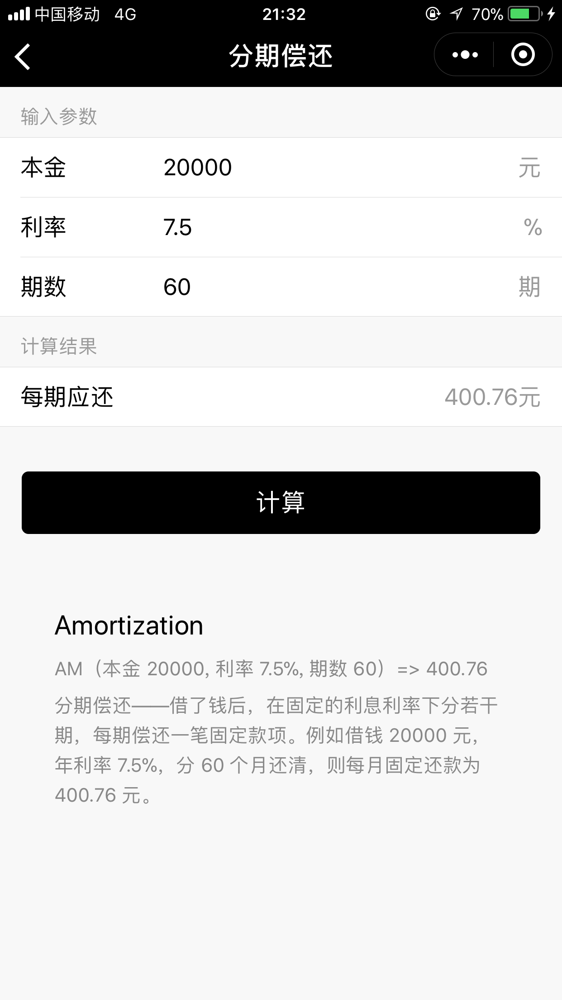 中国移动 4G 21:32 70%
分期偿还
输入参数
本金 20000 元
利率 7.5 %
期数 60 期
计算结果
每期应还 400.76元
计算
Amortization
AM（本金 20000, 利率 7.5%, 期数 60）=> 400.76
分期偿还——借了钱后，在固定的利息利率下分若干
期，每期偿还一笔固定款项。例如借钱 20000 元，
年利率 7.5%，分 60 个月还清，则每月固定还款为
400.76 元。